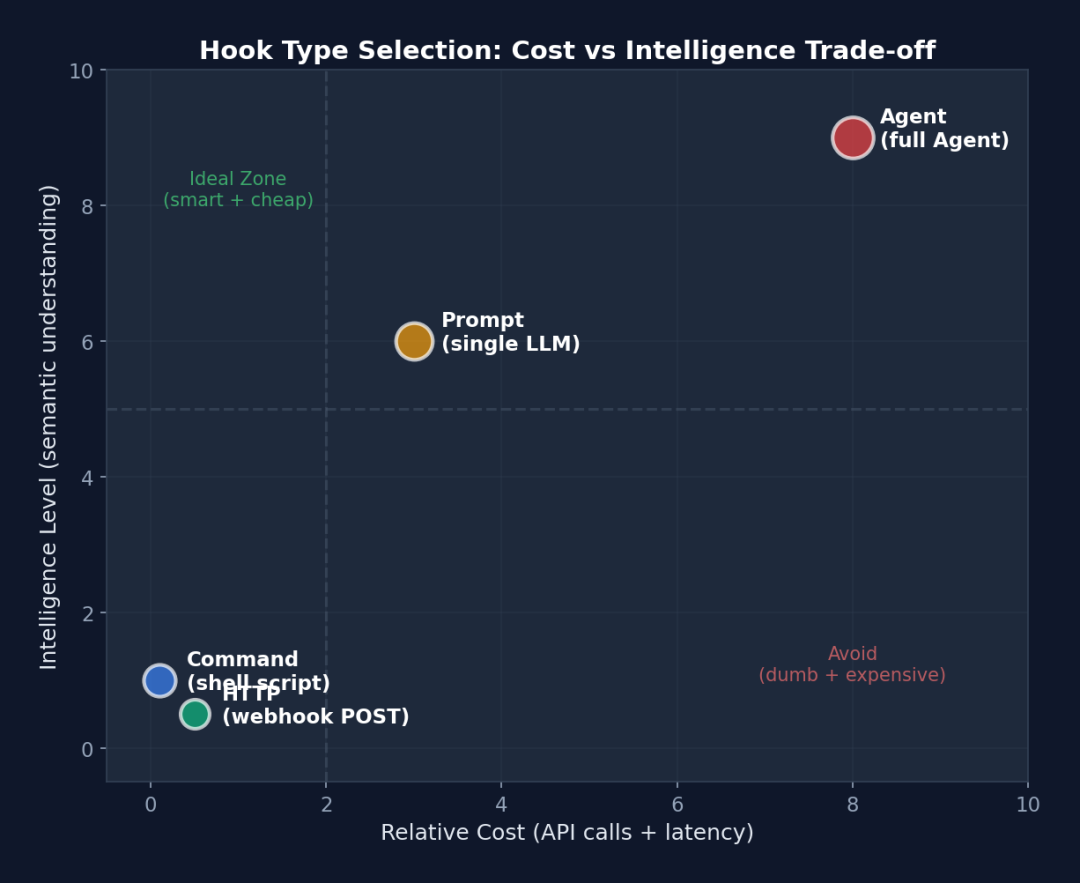 Hook Type Selection: Cost vs Intelligence Trade-off
10
8
6
4
2
0
Intelligence Level (semantic understanding)
Agent
(full Agent)
Ideal Zone
(smart + cheap)
Prompt
(single LLM)
Command
(shell script)
HTTP
(webhook POST)
Avoid
(dumb + expensive)
0
2
4
6
8
10
Relative Cost (API calls + latency)